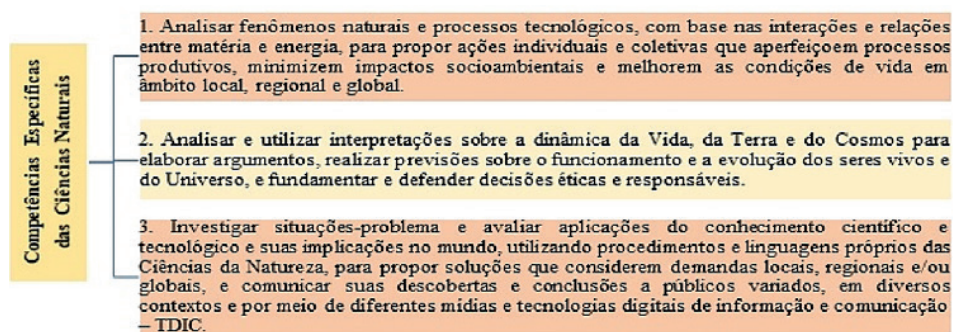 Competências Específicas
das Ciências Naturais
1. Analisar fenômenos naturais e processos tecnológicos, com base nas interações e relações
entre matéria e energia, para propor ações individuais e coletivas que aperfeiçoem processos
produtivos, minimizem impactos socioambientais e melhorem as condições de vida em
âmbito local, regional e global.
2. Analisar e utilizar interpretações sobre a dinâmica da Vida, da Terra e do Cosmos para
elaborar argumentos, realizar previsões sobre o funcionamento e a evolução dos seres vivos e
do Universo, e fundamentar e defender decisões éticas e responsáveis.
3. Investigar situações-problema e avaliar aplicações do conhecimento científico e
tecnológico e suas implicações no mundo, utilizando procedimentos e linguagens próprios das
Ciências da Natureza, para propor soluções que considerem demandas locais, regionais e/ou
globais, e comunicar suas descobertas e conclusões a públicos variados, em diversos
contextos e por meio de diferentes mídias e tecnologias digitais de informação e comunicação
– TDIC.